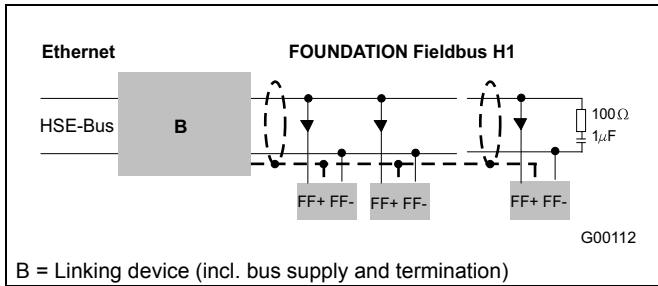 Ethernet
FOUNDATION Fieldbus H1
HSE-Bus
B
100Ω
1µF
FF+ FF-
FF+ FF-
FF+ FF-
G00112
B = Linking device (incl. bus supply and termination)